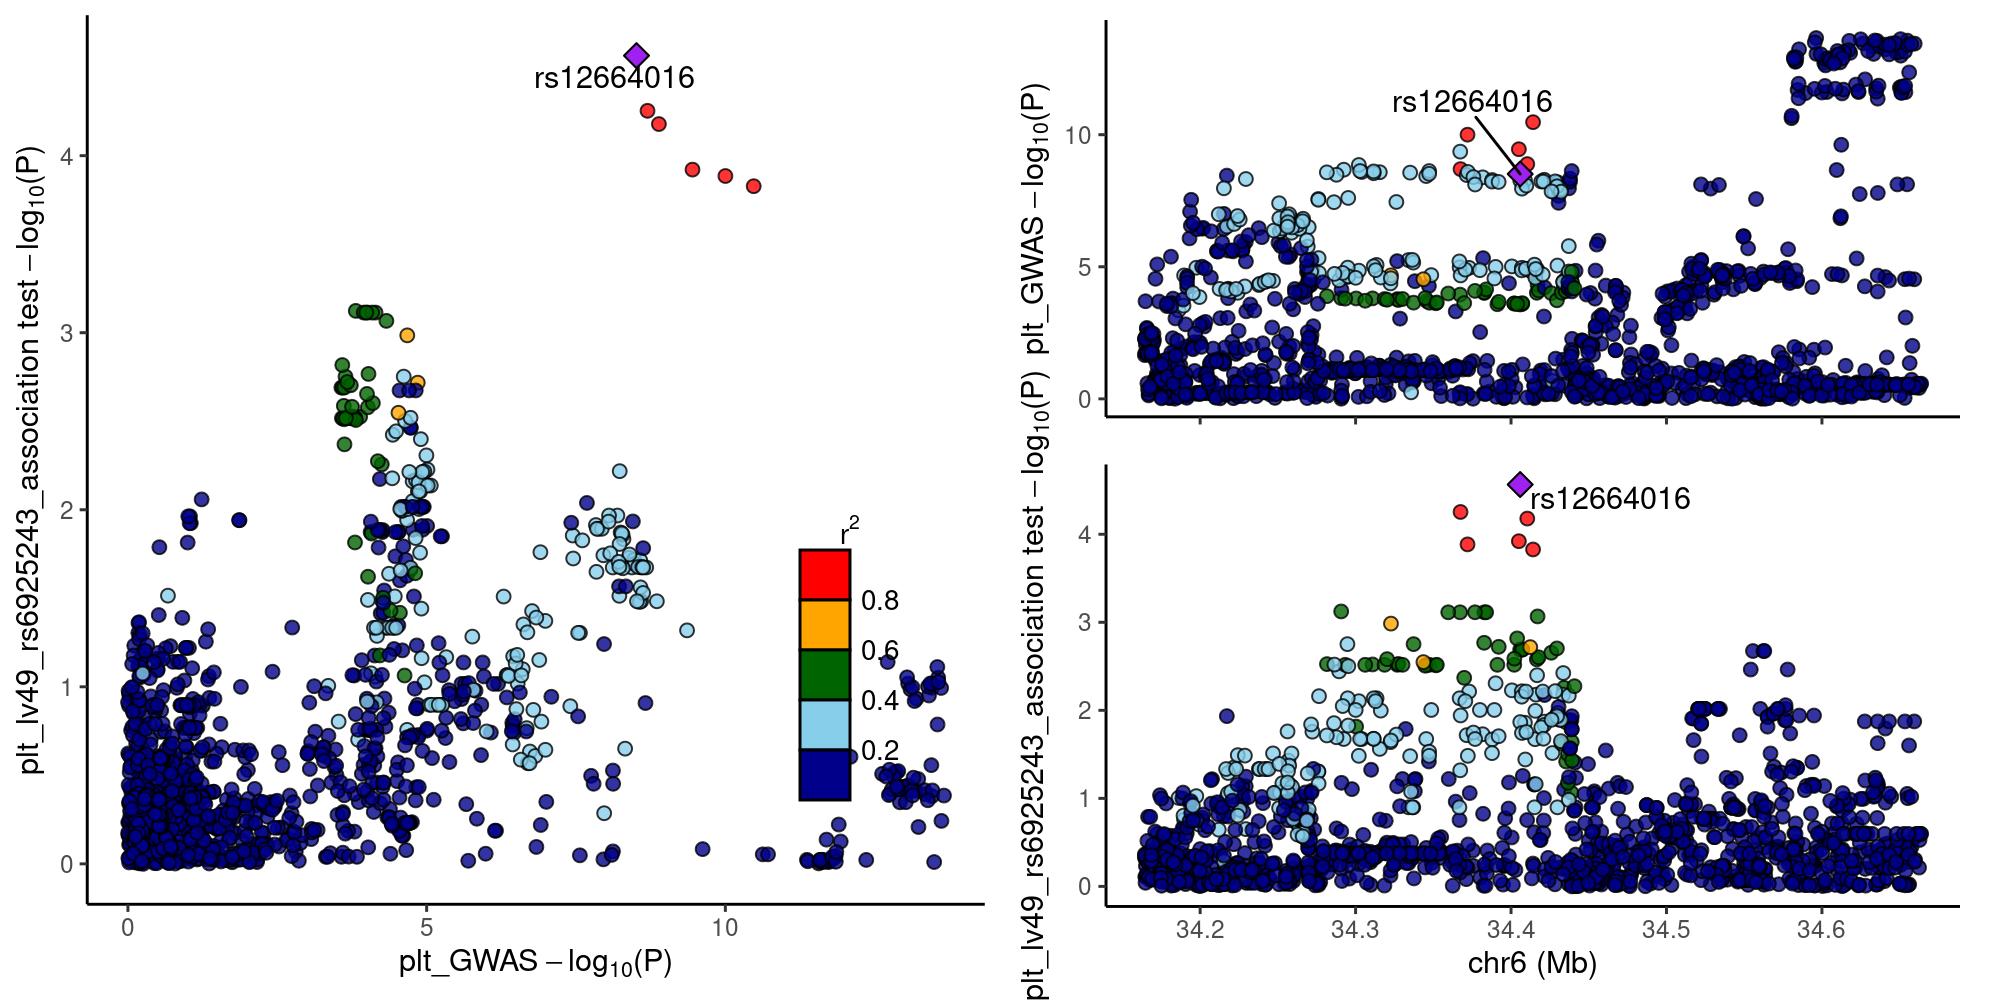 plt_lv49_rs6925243_association test −log10(P)
4
3
2
1
0
rs12664016
r2
0.8
0.6
0.4
0.2
0
5
10
plt_GWAS −log10(P)
plt_GWAS −log10(P)
10
5
0
rs12664016
plt_lv49_rs6925243_association test −log10(P)
4
3
2
1
0
rs12664016
34.2
34.3
34.4
34.5
34.6
chr6 (Mb)